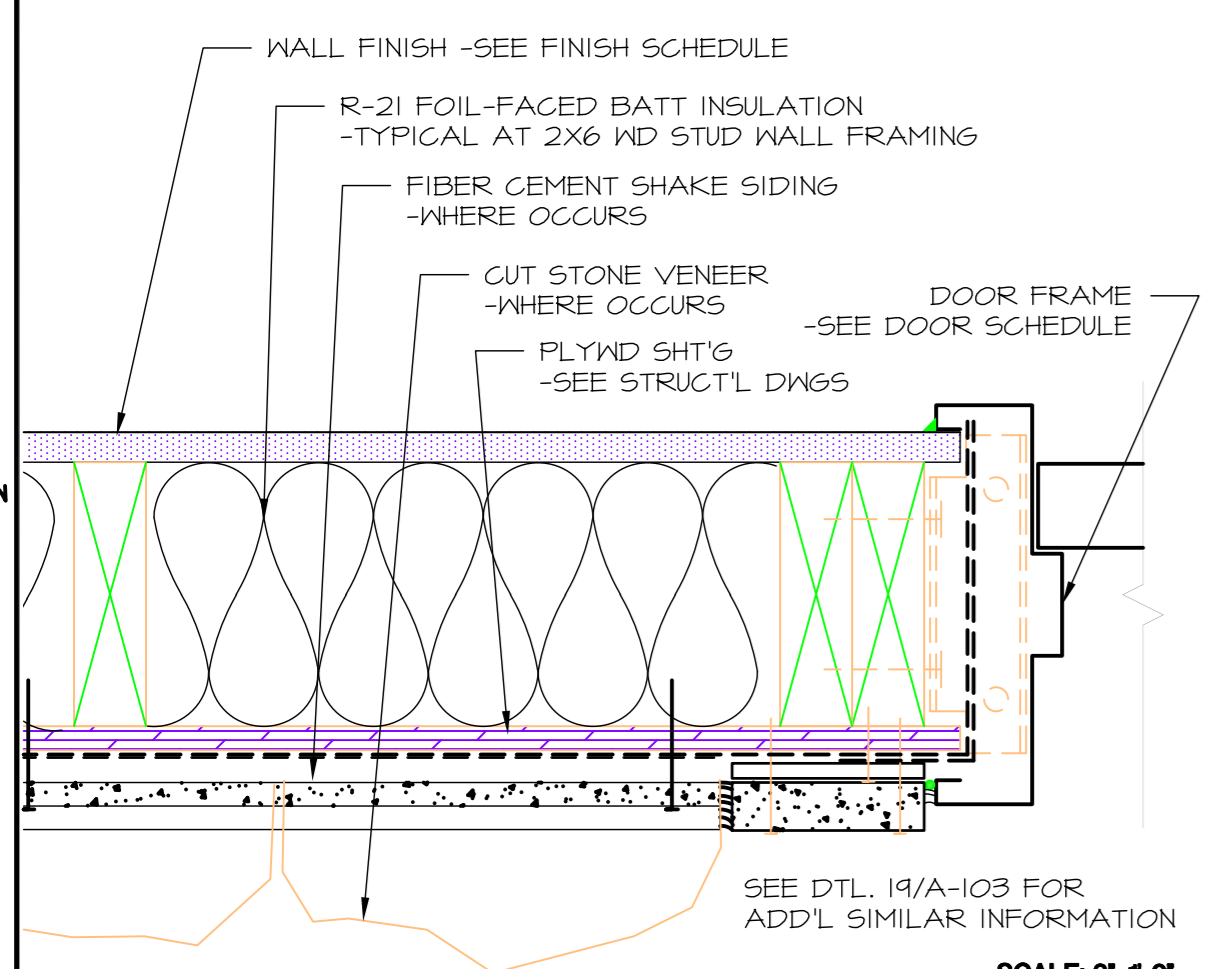 WALL FINISH -SEE FINISH SCHEDULE
R-21 FOIL-FACED BATT INSULATION
-TYPICAL AT 2X6 WD STUD WALL FRAMING
FIBER CEMENT SHAKE SIDING
-WHERE OCCURS
CUT STONE VENEER
-WHERE OCCURS
DOOR FRAME
-SEE DOOR SCHEDULE
PLYWD SHT'G
-SEE STRUCT'L DWGS
N
SEE DTL. 19/A-103 FOR
ADD'L SIMILAR INFORMATION
SCALE: